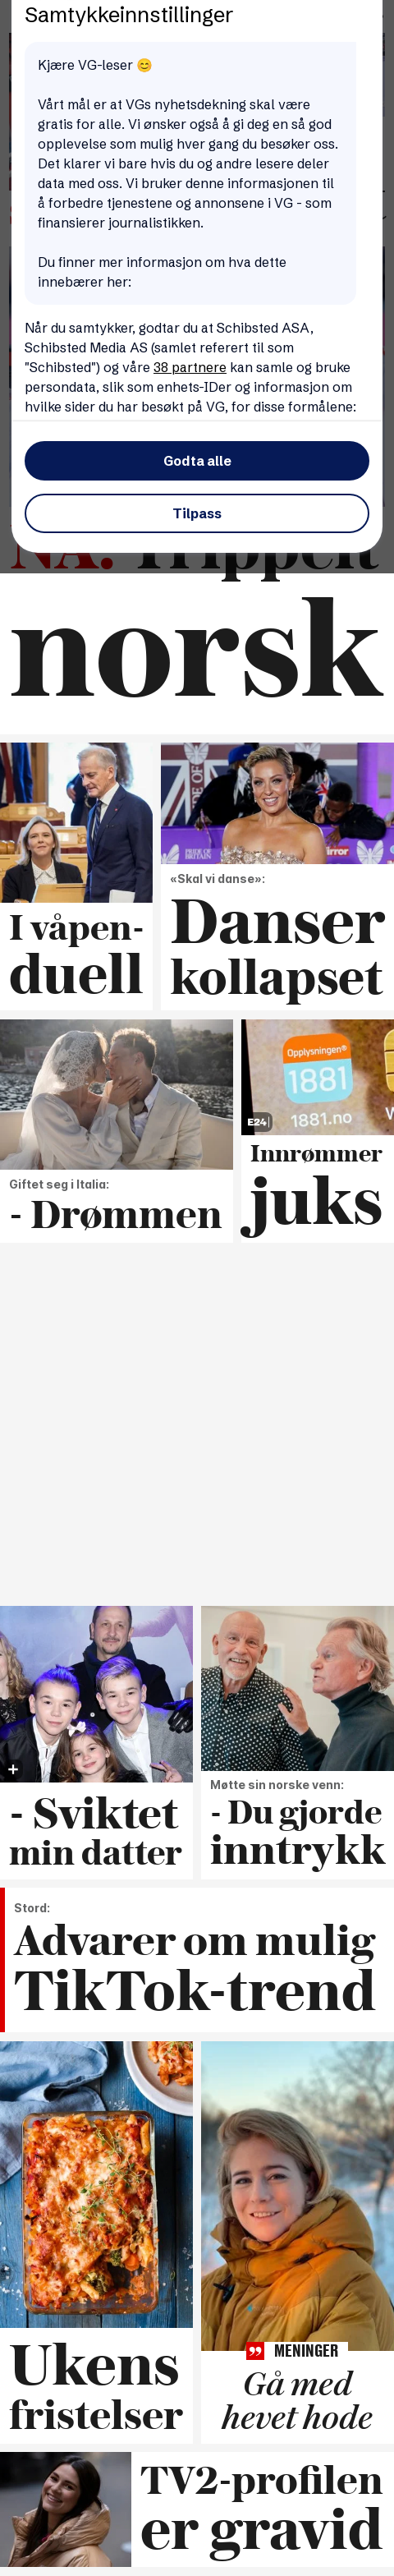 Samtykkeinnstillinger
Kjære VG-leser 😊
Vårt mål er at VGs nyhetsdekning skal være
gratis for alle. Vi ønsker også å gi deg en så god
opplevelse som mulig hver gang du besøker oss.
Det klarer vi bare hvis du og andre lesere deler
data med oss. Vi bruker denne informasjonen til
å forbedre tjenestene og annonsene i VG - som
finansierer journalistikken.
Du finner mer informasjon om hva dette
innebærer her:
Når du samtykker, godtar du at Schibsted ASA,
Schibsted Media AS (samlet referert til som
"Schibsted") og våre 38 partnere kan samle og bruke
persondata, slik som enhets-IDer og informasjon om
hvilke sider du har besøkt på VG, for disse formålene:
Godta alle
Tilpass
NÅ: Trippelt
norsk
PRIDE OF
BRITAIN
mirror
«Skal vi danse»:
I våpen-
duell
Danser
kollapset
Opplysningen®
1881
1881.no
E24
Giftet seg i Italia:
- Drømmen
Innrømmer
juks
+
- Sviktet
min datter
Møtte sin norske venn:
- Du gjorde
inntrykk
Stord:
Advarer om mulig
TikTok-trend
Ukens
fristelser
MENINGER
Gå med
hevet hode
TV2-profilen
er gravid